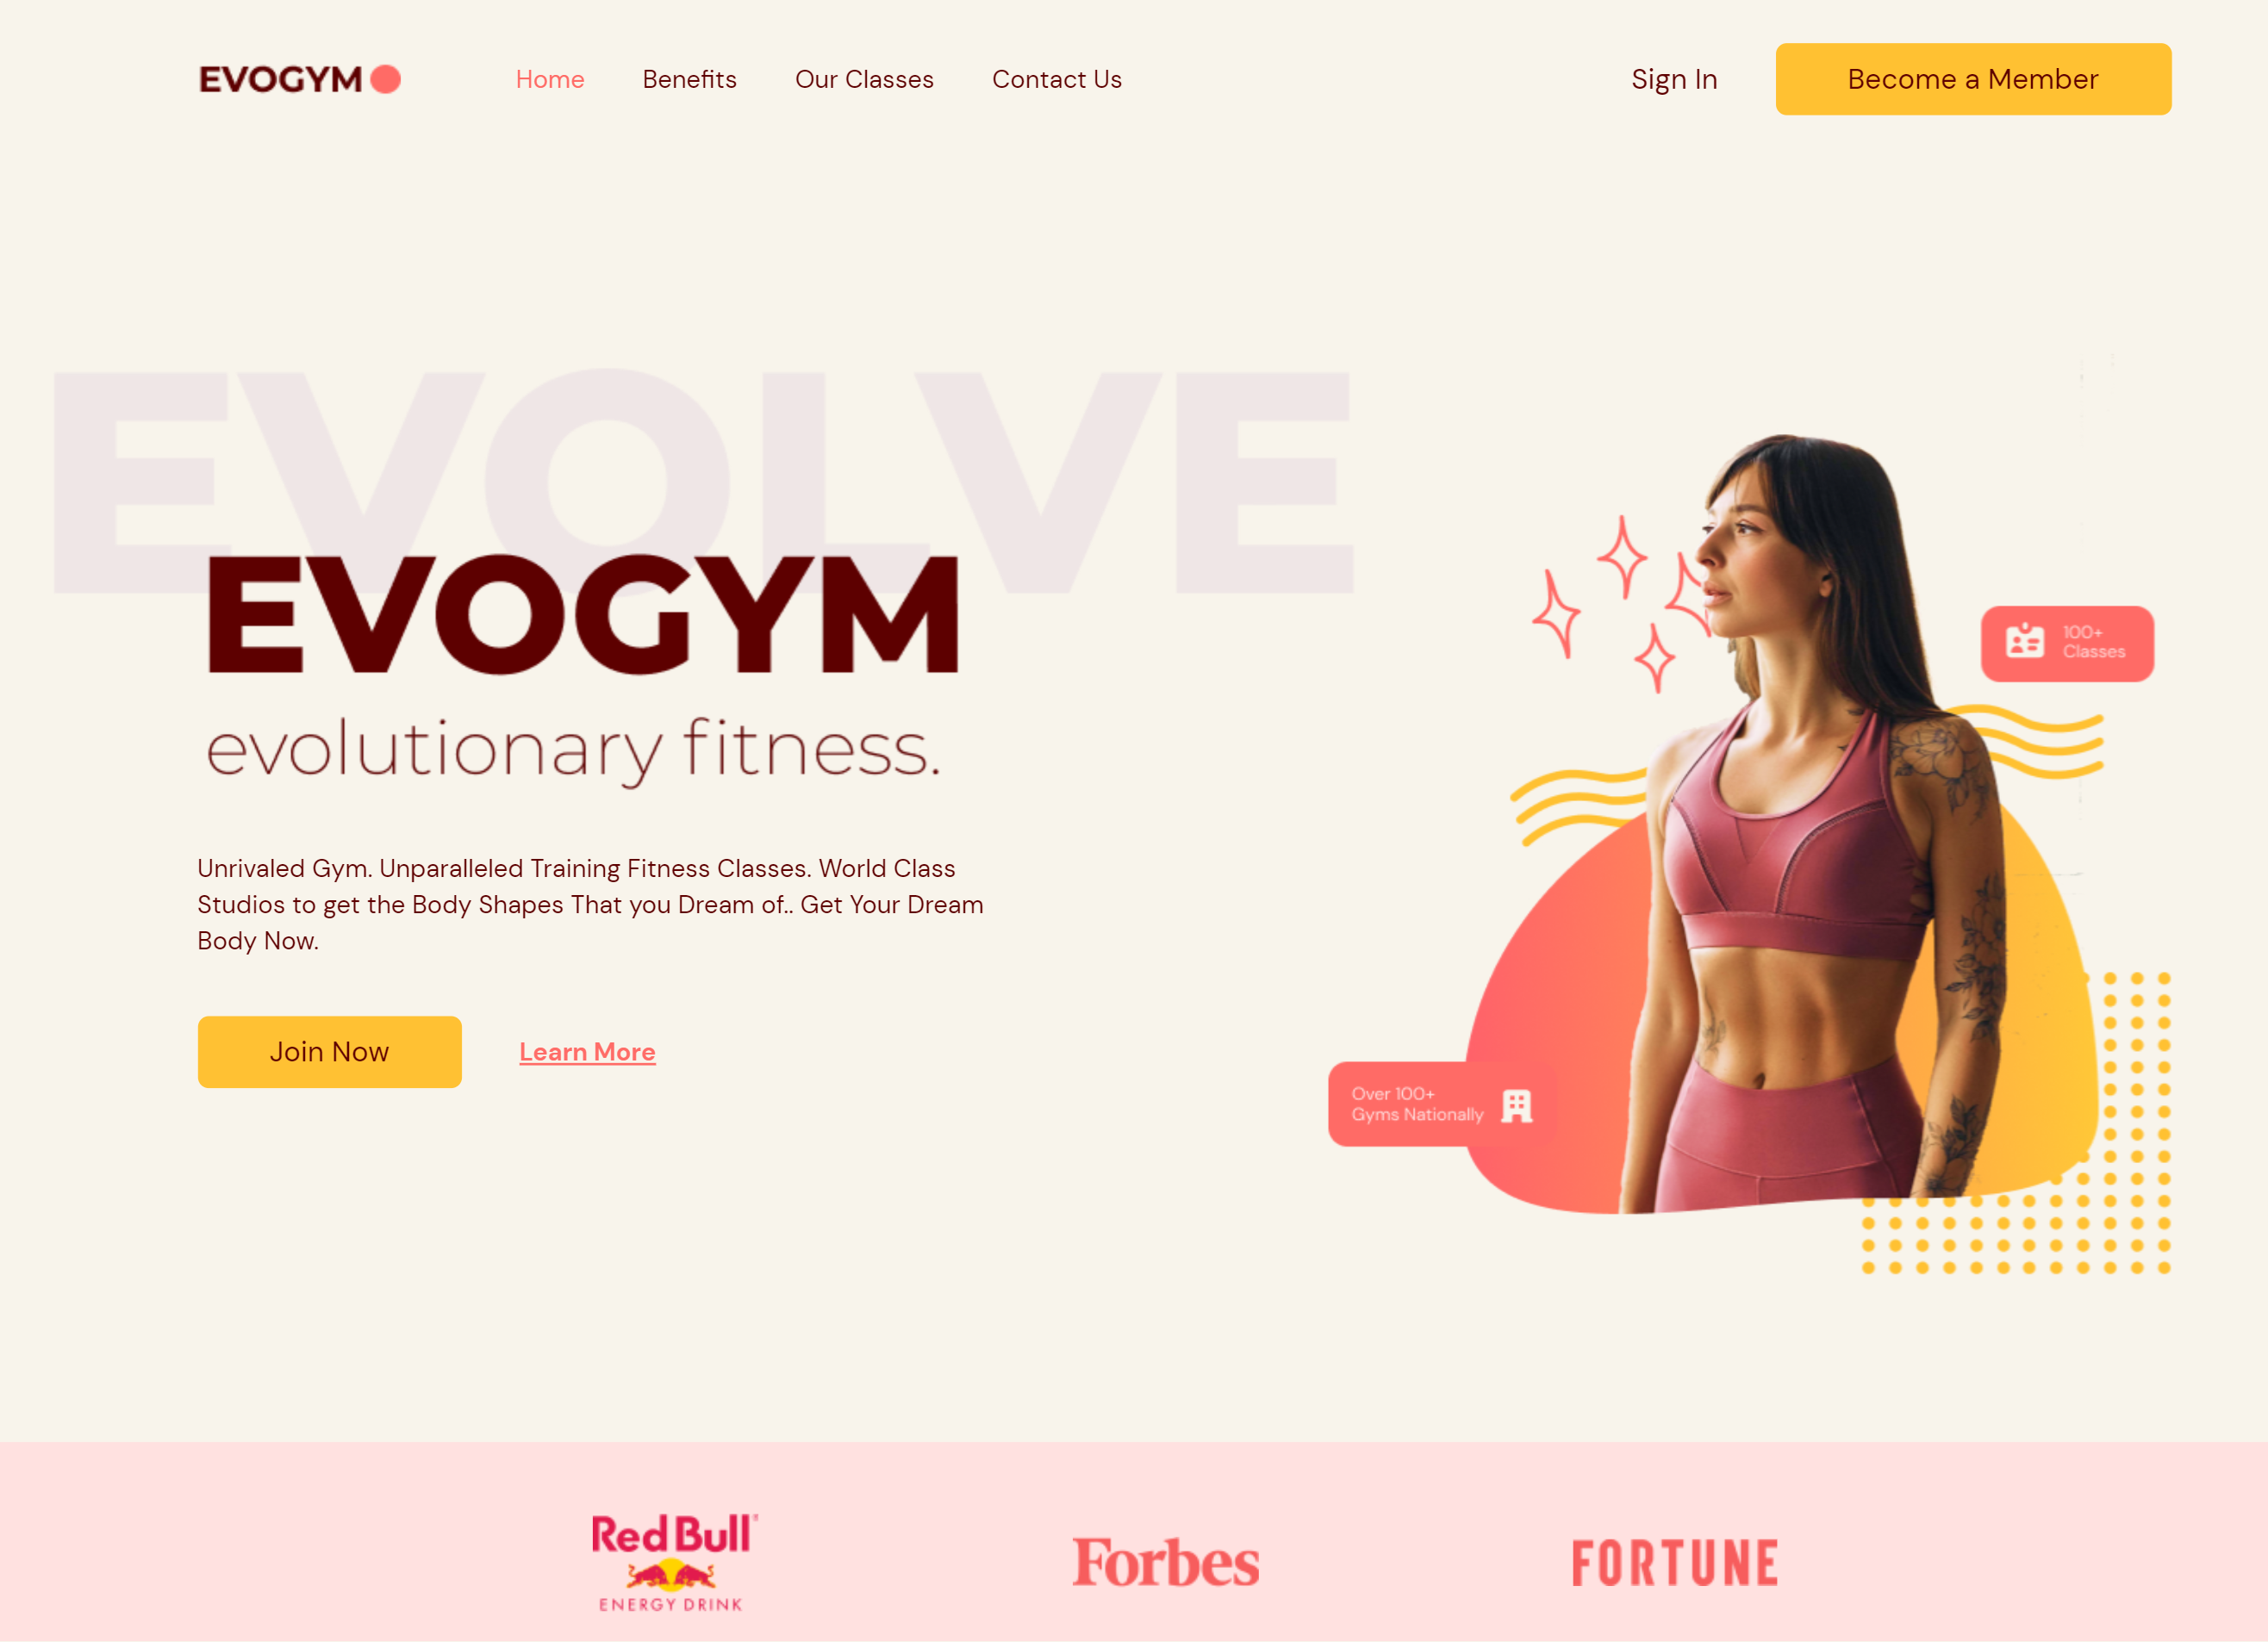 EVOGYM
Home
Benefits
Our Classes
Contact Us
Sign In
Become a Member
EVOLVE
EVOGYM
evolutionary fitness.
Unrivaled Gym. Unparalleled Training Fitness Classes. World Class
Studios to get the Body Shapes That you Dream of.. Get Your Dream
Body Now.
Join Now
Learn More
100+
Classes
Over 100+
Gyms Nationally
Red Bull
ENERGY DRINK
Forbes
FORTUNE